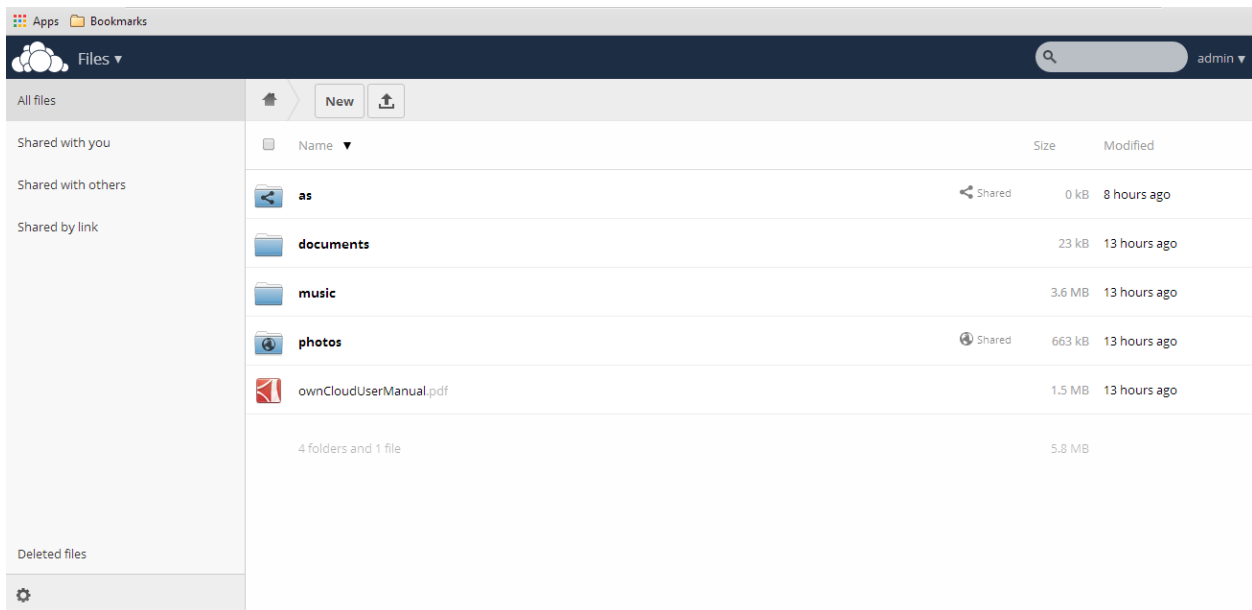 Apps Bookmarks
Files ▾ admin ▾
All files
Shared with you
Shared with others
Shared by link
Deleted files
New
Name ▼ Size Modified
as Shared 0 kB 8 hours ago
documents 23 kB 13 hours ago
music 3.6 MB 13 hours ago
photos Shared 663 kB 13 hours ago
ownCloudUserManual.pdf 1.5 MB 13 hours ago
4 folders and 1 file 5.8 MB